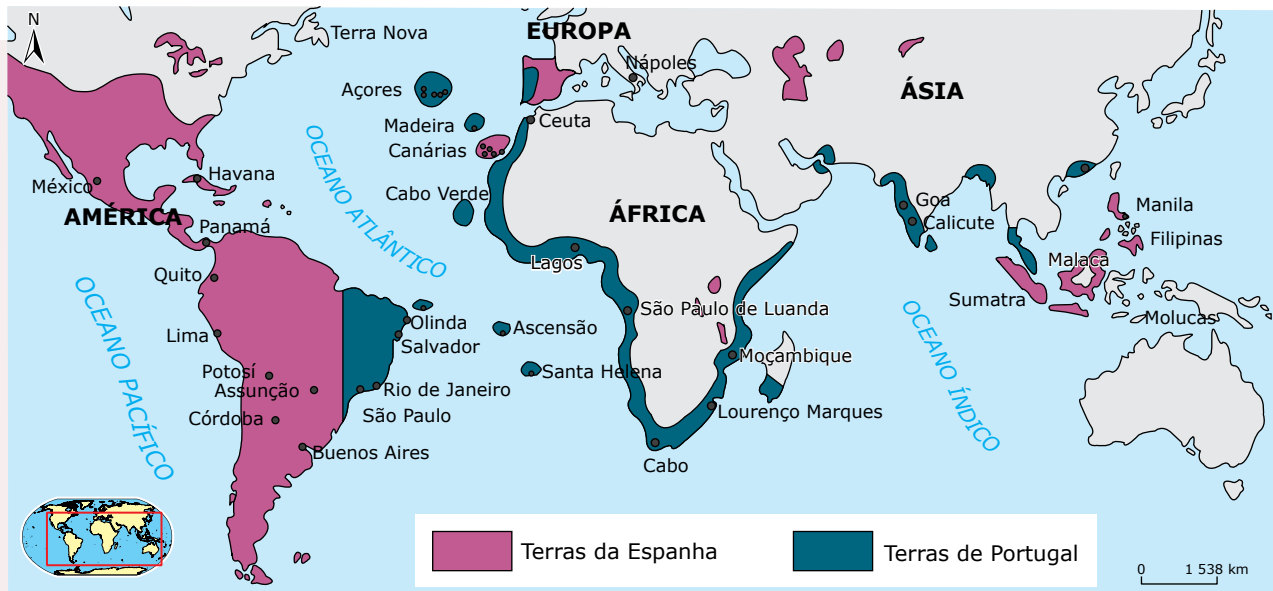 N
EUROPA
Terra Nova
Nápoles
Açores
ÁSIA
Madeira
Ceuta
Canárias
OCEANO ATLÂNTICO
Havana
México
Cabo Verde
Goa
Manila
AMÉRICA
ÁFRICA
Calicute
Panamá
Filipinas
Lagos
Malaca
Quito
Sumatra
OCEANO PACÍFICO
São Paulo de Luanda
OCEANO ÍNDICO
Molucas
Olinda
Ascensão
Lima
Salvador
Moçambique
Potosí
Santa Helena
Assunção
Rio de Janeiro
Lourenço Marques
Córdoba
São Paulo
Buenos Aires
Cabo
Terras da Espanha
Terras de Portugal
0 1 538 km